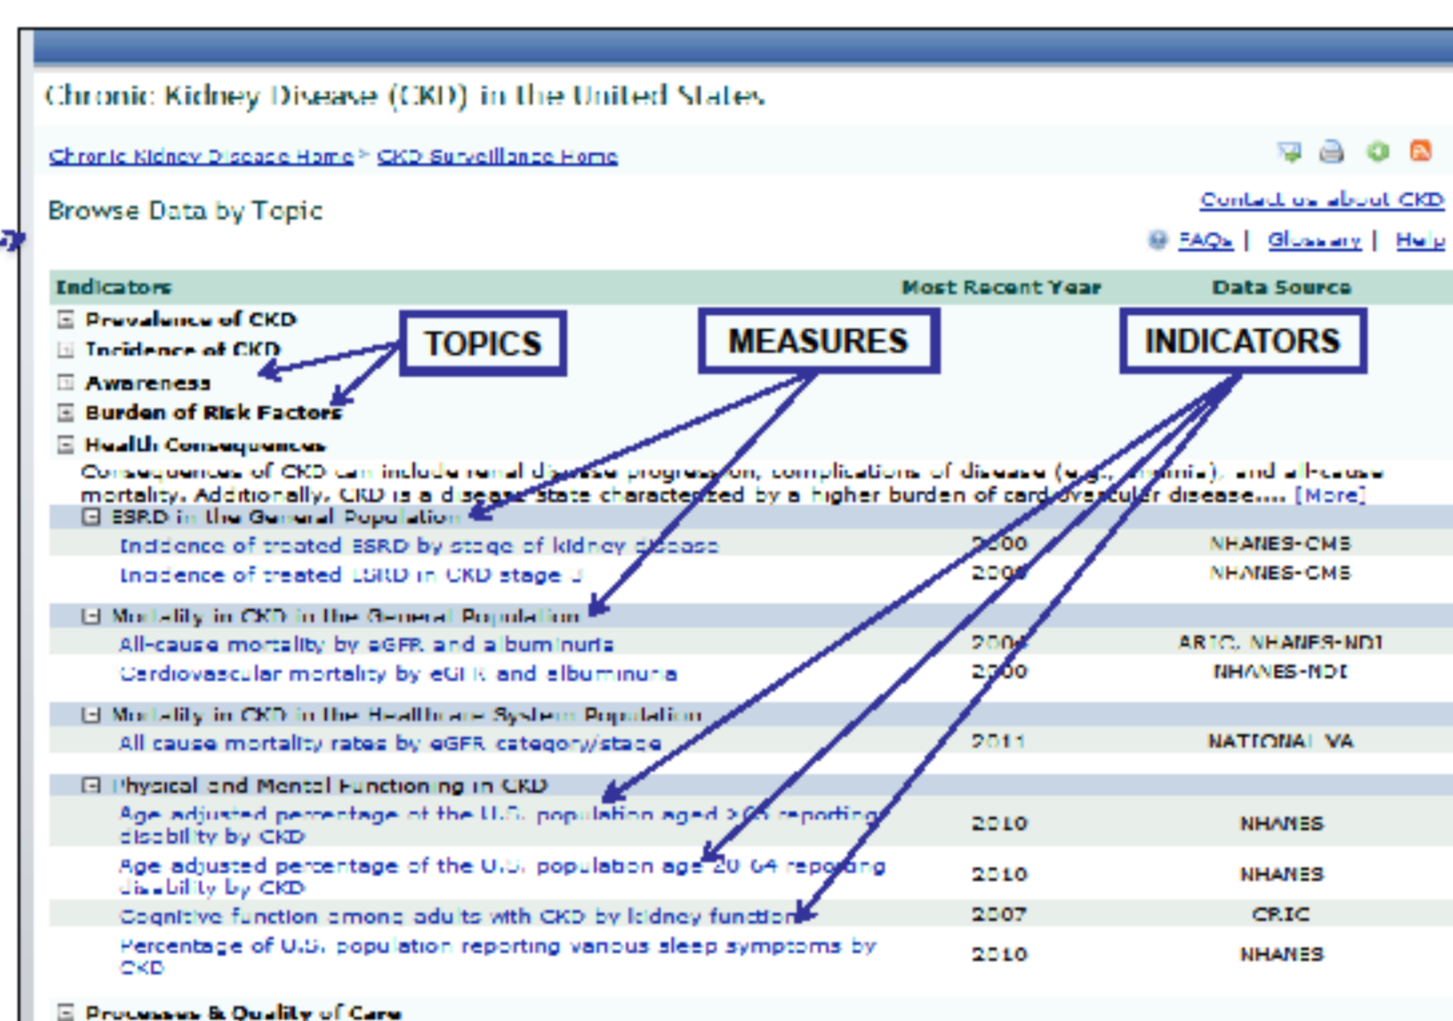 Chronic Kidney Disease (CKD) in the United States
Chronic Kidney Disease Home > CKD Surveillance Home
Browse Data by Topic
Contact us about CKD
FAQs | Glossary | Help
Indicators Most Recent Year Data Source
Prevalence of CKD
Incidence of CKD
Awareness
Burden of Risk Factors
TOPICS MEASURES INDICATORS
Health Consequences
Consequences of CKD can include renal disease progression, complications of disease (e.g., anemia), and all-cause
mortality. Additionally, CKD is a disease state characterized by a higher burden of cardiovascular disease.... [More]
ESRD in the General Population
Incidence of treated ESRD by stage of kidney disease NHANES-CMS
Incidence of treated ESRD in CKD stage 3 NHANES-CMS
Mortality in CKD in the General Population
All-cause mortality by eGFR and albuminuria ARIC, NHANES-NDI
Cardiovascular mortality by eGFR and albuminuria NHANES-NDI
Mortality in CKD in the Healthcare System Population
All cause mortality rates by eGFR category/stage 2011 NATIONAL VA
Physical and Mental Functioning in CKD
Age adjusted percentage of the U.S. population aged reporting
disability by CKD 2010 NHANES
Age adjusted percentage of the U.S. population age 20 64 reporting
disability by CKD 2010 NHANES
Cognitive function among adults with CKD by kidney function 2007 CRIC
Percentage of U.S. population reporting various sleep symptoms by
CKD 2010 NHANES
Processes & Quality of Care